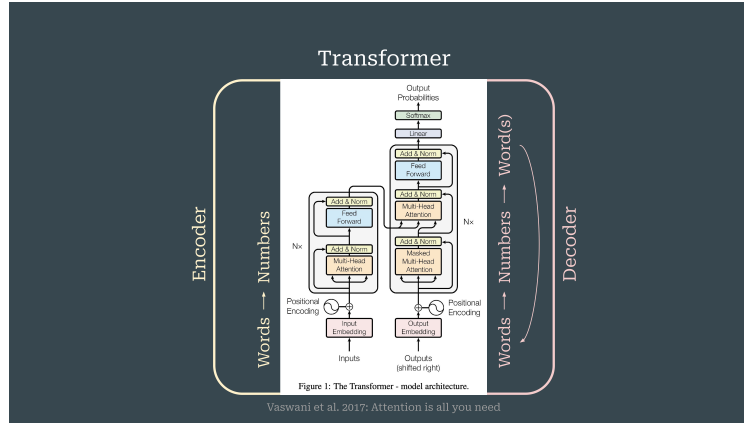 Transformer
Encoder
Words → Numbers
Output
Probabilities
Softmax
Linear
Add & Norm
Feed
Forward
Add & Norm
Multi-Head
Attention
Add & Norm
Masked
Multi-Head
Attention
Nx
Positional
Encoding
Output
Embedding
Outputs
(shifted right)
Add & Norm
Feed
Forward
Nx
Add & Norm
Multi-Head
Attention
Positional
Encoding
Input
Embedding
Inputs
Figure 1: The Transformer - model architecture.
Words → Numbers → Word(s)
Decoder
Vaswani et al. 2017: Attention is all you need